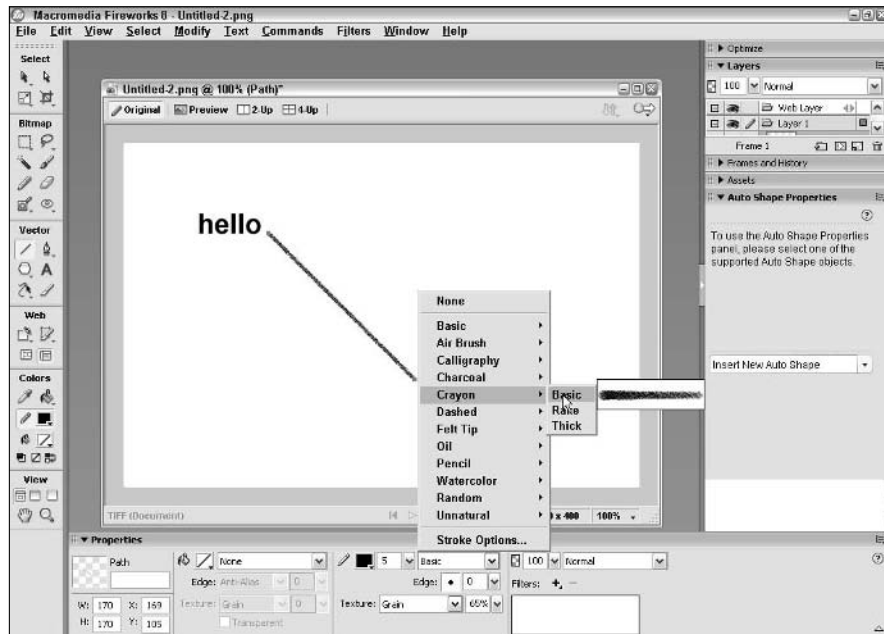 Macromedia Fireworks 8 - Untitled-2.png
File Edit View Select Modify Text Commands Filters Window Help
Select
Bitmap
Vector
Web
Colors
View
Untitled-2.png @ 100% (Path)*
Original Preview 2-Up 4-Up
hello
TIFF (Document)
x 400 100%
None
Basic
Air Brush
Calligraphy
Charcoal
Crayon
Dashed
Felt Tip
Oil
Pencil
Watercolor
Random
Unnatural
Stroke Options...
Basic
Rake
Thick
Optimize
Layers
100 Normal
Web Layer
Layer 1
Frame 1
Frames and History
Assets
Auto Shape Properties
To use the Auto Shape Properties
panel, please select one of the
supported Auto Shape objects.
Insert New Auto Shape
Properties
Path None 5 Basic 100 Normal
Edge: Anti-Alias 0 Edge: 0 Filters:
W: 170 X: 169 Texture: Grain 0 Texture: Grain 65%
H: 170 Y: 105 Transparent